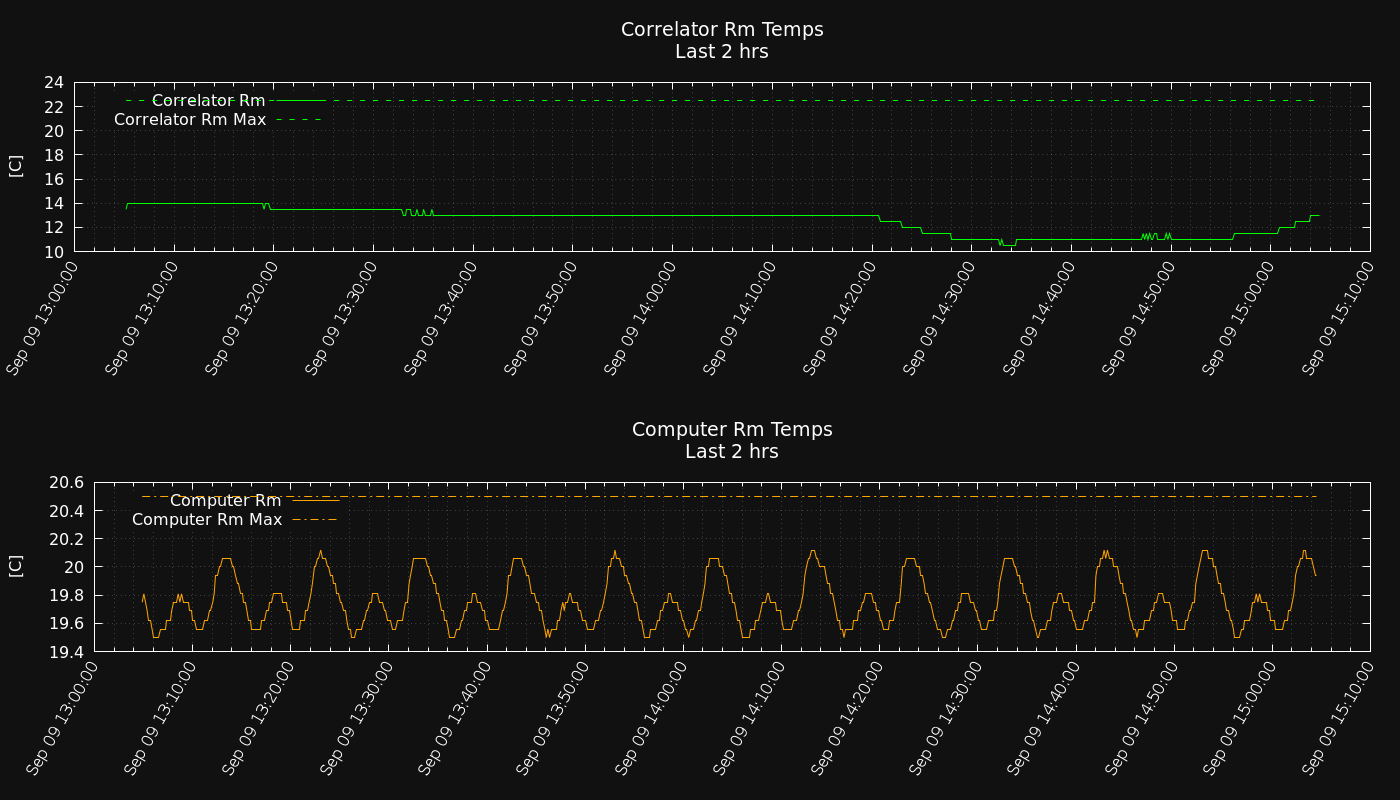 Correlator Rm Temps
Last 2 hrs
24
22
20
18
16
14
12
10
[C]
Correlator Rm
Correlator Rm Max
Sep 09 13:00:00
Sep 09 13:10:00
Sep 09 13:20:00
Sep 09 13:30:00
Sep 09 13:40:00
Sep 09 13:50:00
Sep 09 14:00:00
Sep 09 14:10:00
Sep 09 14:20:00
Sep 09 14:30:00
Sep 09 14:40:00
Sep 09 14:50:00
Sep 09 15:00:00
Sep 09 15:10:00
Computer Rm Temps
Last 2 hrs
20.6
20.4
20.2
20
19.8
19.6
19.4
[C]
Computer Rm
Computer Rm Max
Sep 09 13:00:00
Sep 09 13:10:00
Sep 09 13:20:00
Sep 09 13:30:00
Sep 09 13:40:00
Sep 09 13:50:00
Sep 09 14:00:00
Sep 09 14:10:00
Sep 09 14:20:00
Sep 09 14:30:00
Sep 09 14:40:00
Sep 09 14:50:00
Sep 09 15:00:00
Sep 09 15:10:00